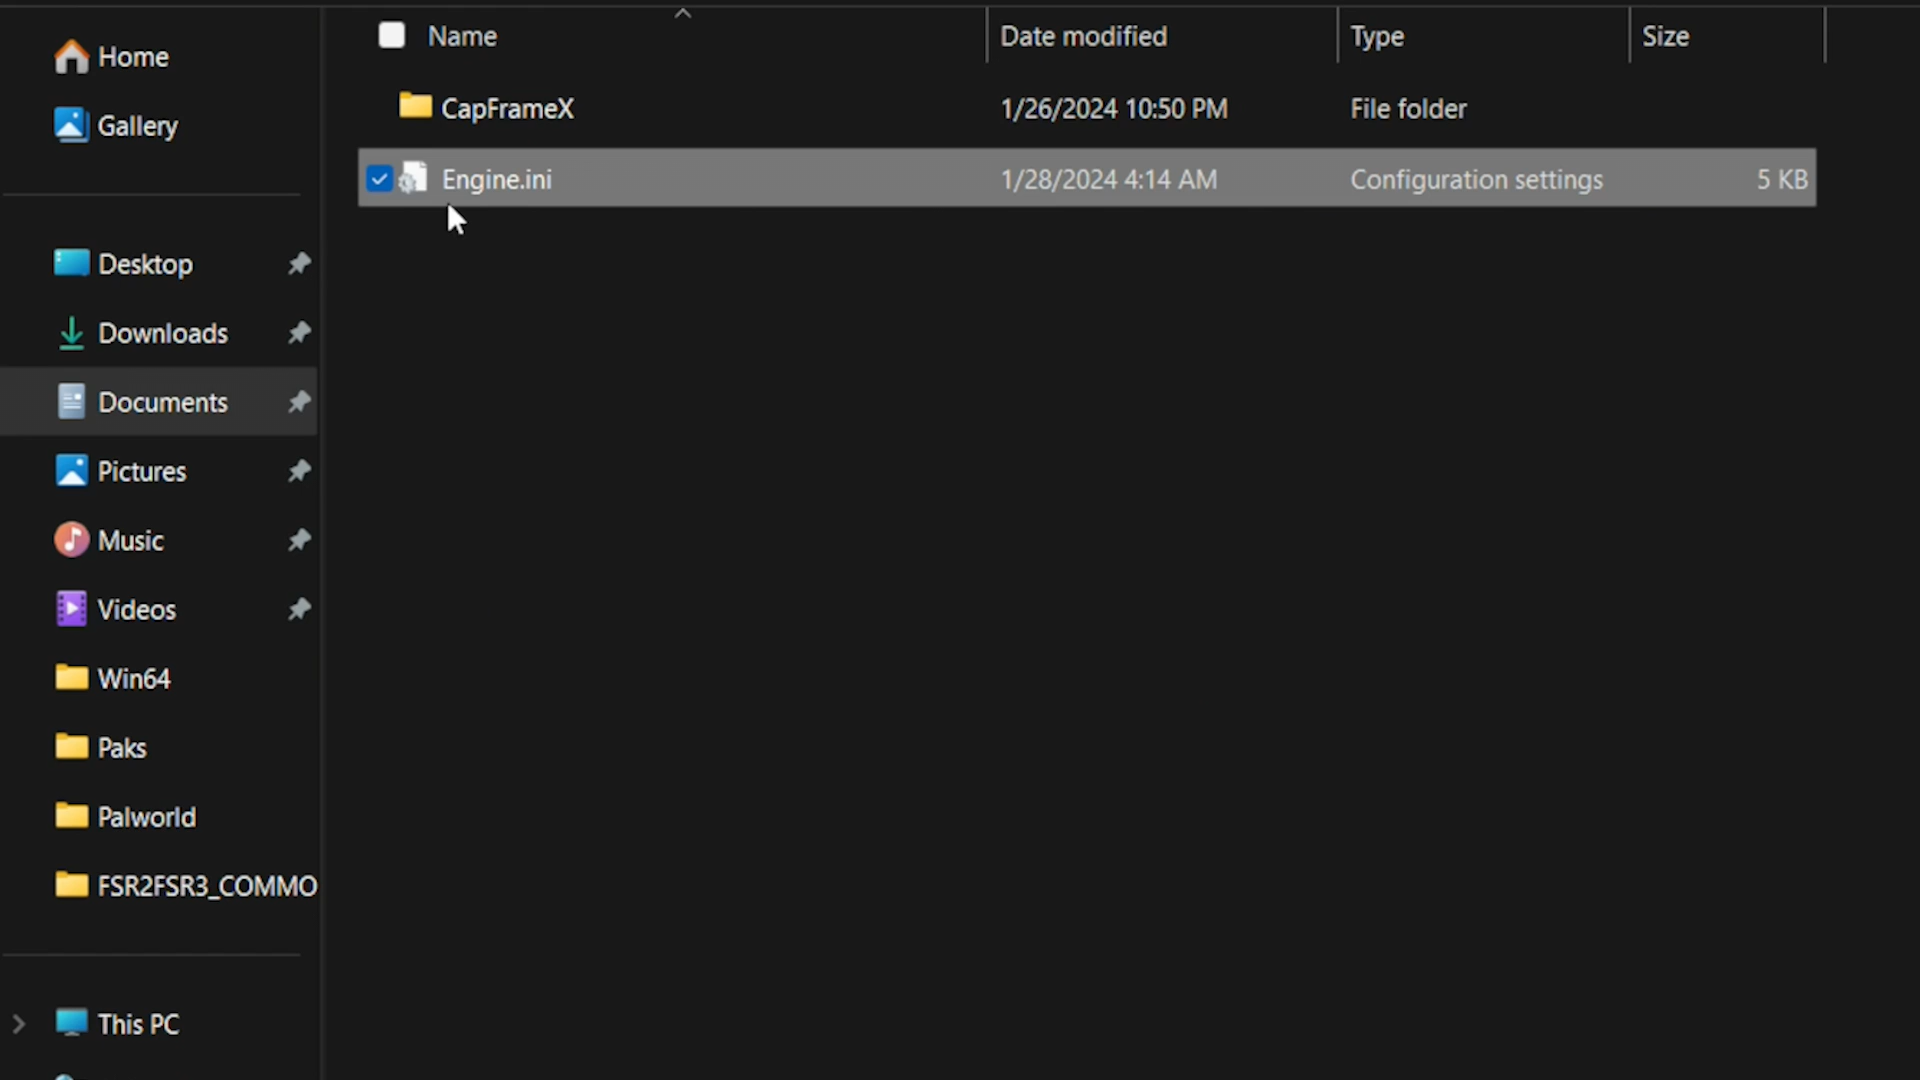 Name Date modified Type Size
Home
CapFrameX 1/26/2024 10:50 PM File folder
Gallery
Engine.ini 1/28/2024 4:14 AM Configuration settings 5 KB
Desktop
Downloads
Documents
Pictures
Music
Videos
Win64
Paks
Palworld
FSR2FSR3_COMMO
This PC